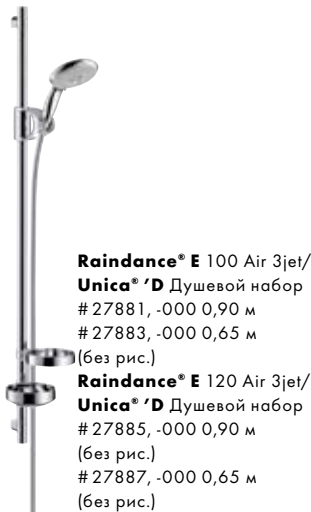 Raindance® E 100 Air 3jet/
Unica® ’D Душевой набор
# 27881, -000 0,90 м
# 27883, -000 0,65 м
(без рис.)
Raindance® E 120 Air 3jet/
Unica® ’D Душевой набор
# 27885, -000 0,90 м
(без рис.)
# 27887, -000 0,65 м
(без рис.)